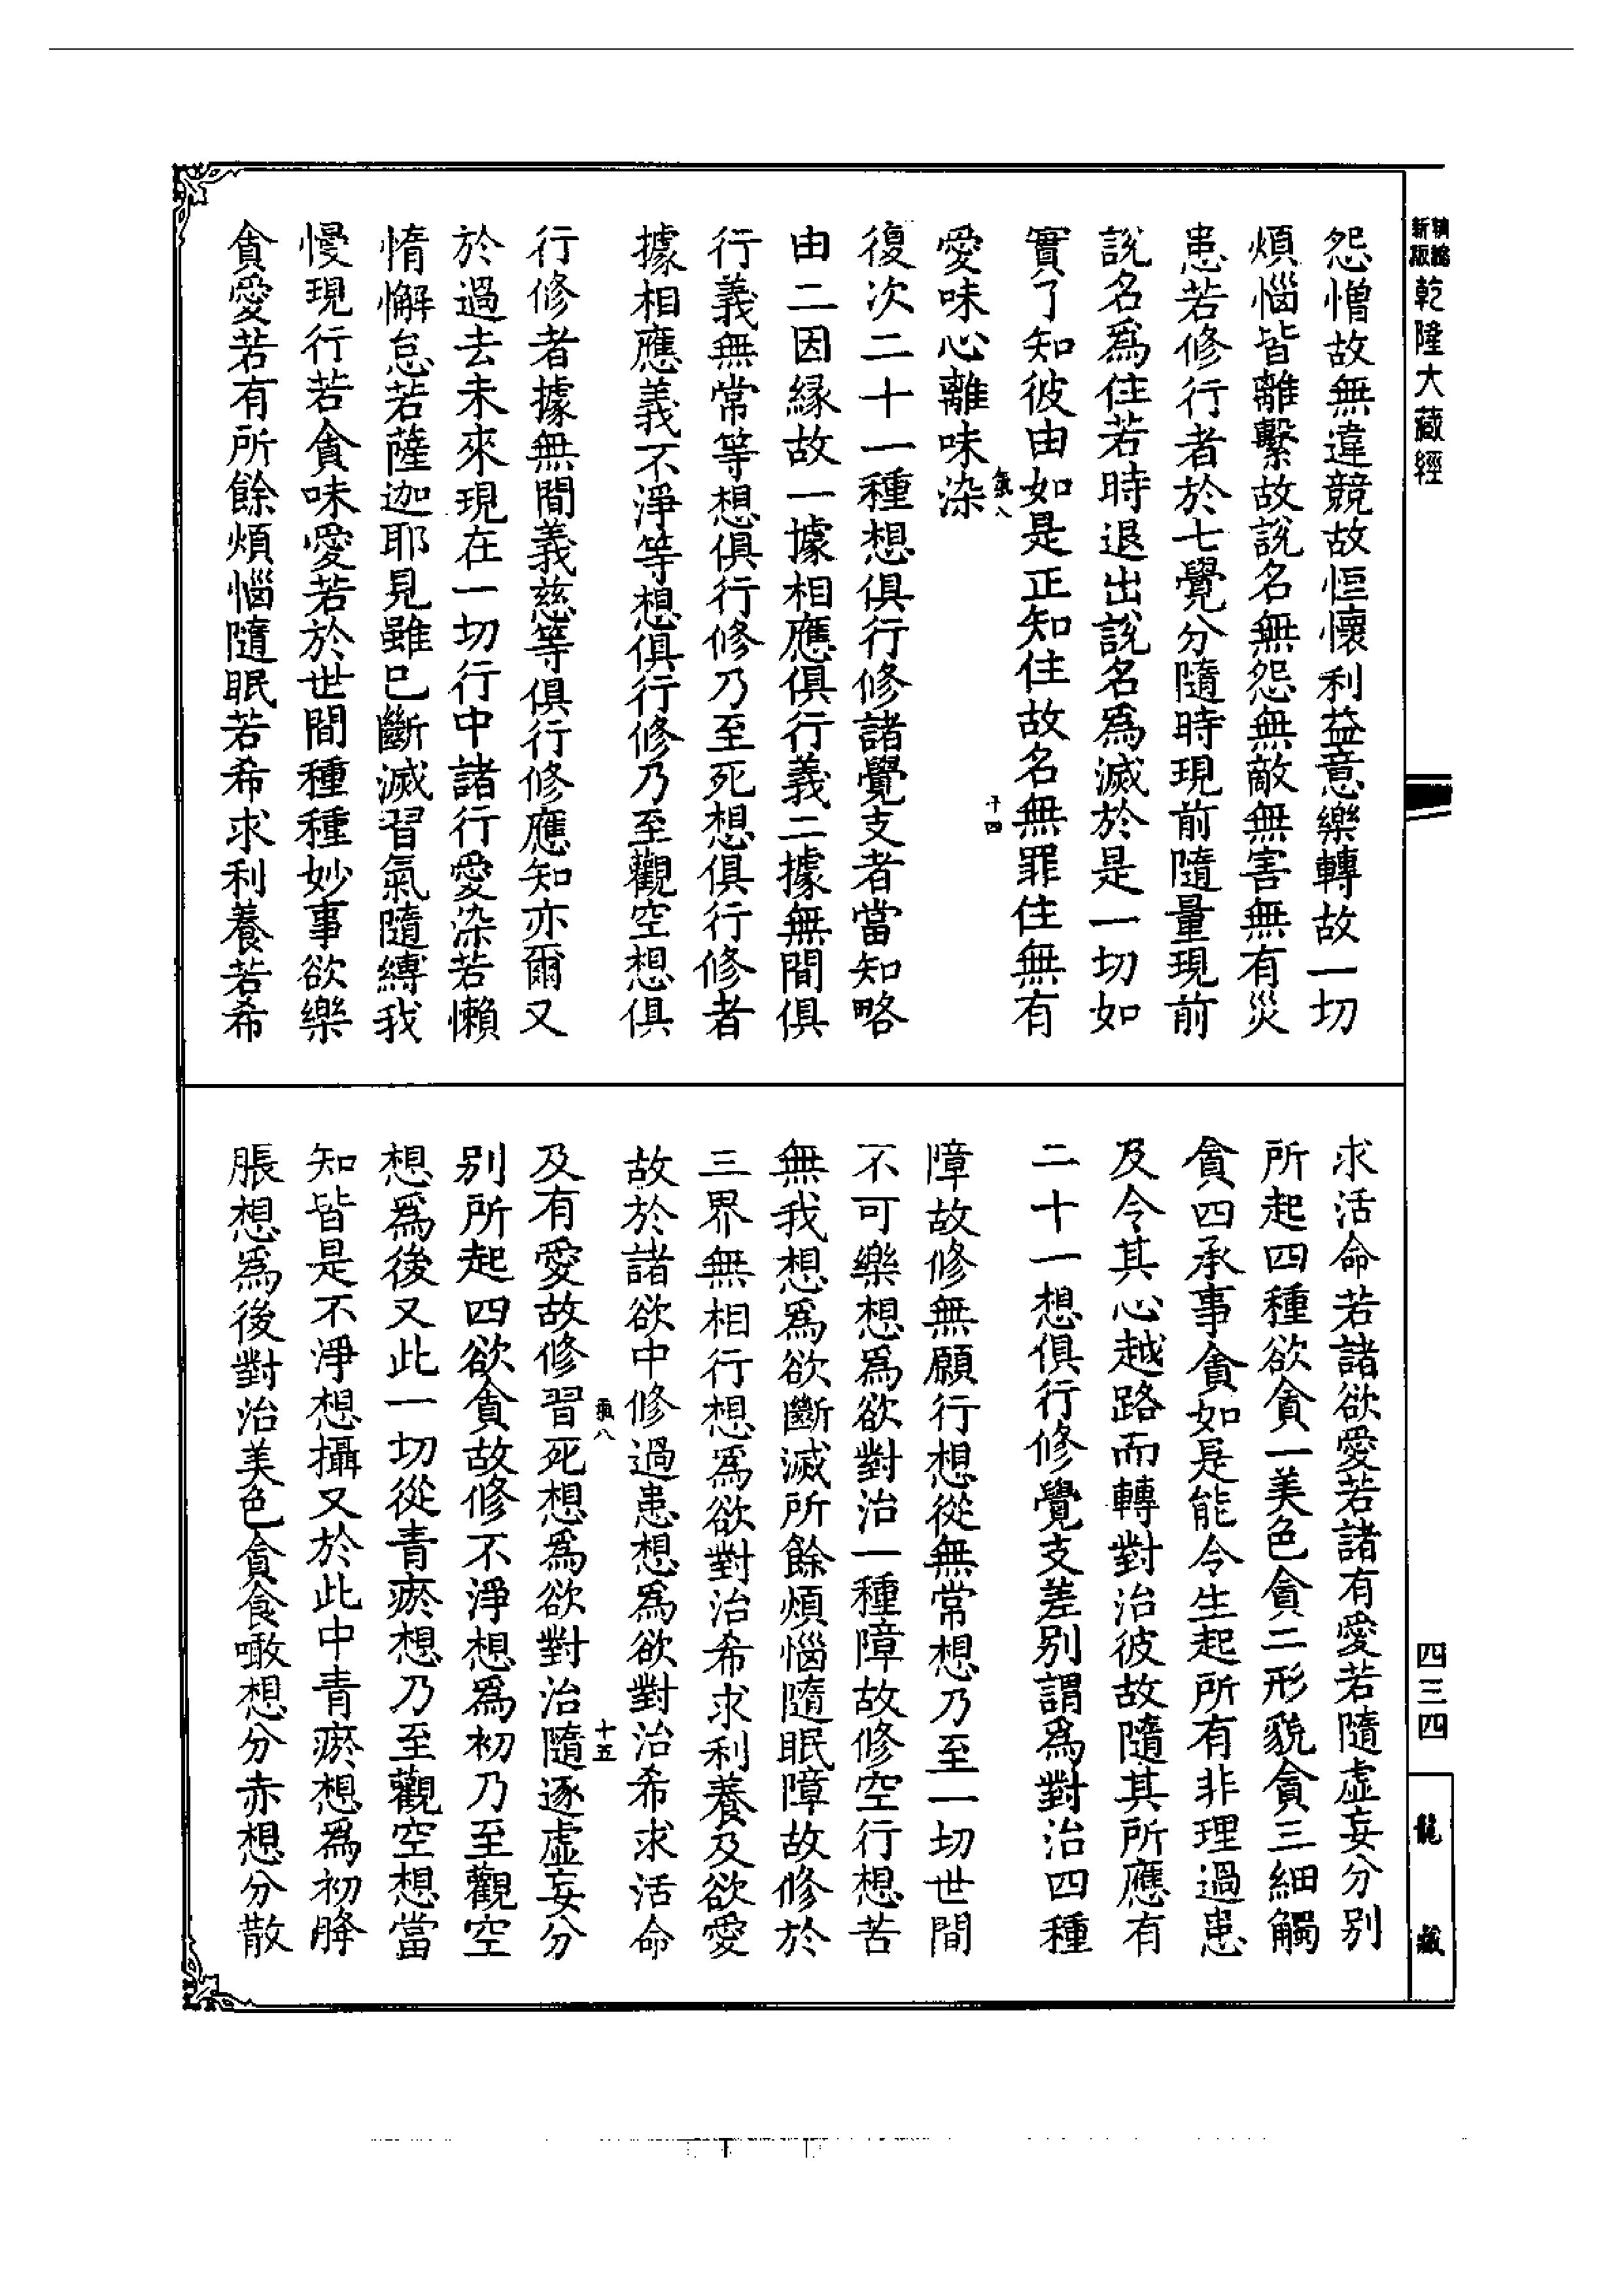 新版精編乾隆大藏經
怨憎故無違競故恒懷利益意樂轉故一切
煩惱皆離繫故說名無怨無敵無害無有災
患若修行者於七覺分隨時現前隨量現前
說名爲住若時退出說名爲滅於是一切如
實了知彼由如是正知住故名無罪住無有
氣八
十四
愛味心離味染
復次二十一種想俱行修諸覺支者當知略
由二因緣故一據相應俱行義二據無間俱
行義無常等想俱行修乃至死想俱行修者
據相應義不淨等想俱行修乃至觀空想俱
行修者據無間義慈等俱行修應知亦爾又
於過去未來現在一切行中諸行愛染若懶
惰懈怠若薩迦耶見雖已斷滅習氣隨縛我
慢現行若貪味愛若於世間種種妙事欲樂
貪愛若有所餘煩惱隨眠若希求利養若希
求活命若諸欲愛若諸有愛若隨虛妄分別
所起四種欲貪一美色貪二形貌貪三細觸
貪四承事貪如是能令生起所有非理過患
及令其心越路而轉對治彼故隨其所應有
二十一想俱行修覺支差別謂爲對治四種
障故修無願行想從無常想乃至一切世間
不可樂想爲欲對治一種障故修空行想苦
無我想爲欲斷滅所餘煩惱隨眠障故修於
三界無相行想爲欲對治希求利養及欲愛
故於諸欲中修過患想爲欲對治希求活命
氣八
十五
及有愛故修習死想爲欲對治隨逐虛妄分
別所起四欲貪故修不淨想爲初乃至觀空
想爲後又此一切從青瘀想乃至觀空想當
知皆是不淨想攝又於此中青瘀想爲初膖
脹想爲後對治美色貪食噉想分赤想分散
四三四
龍藏